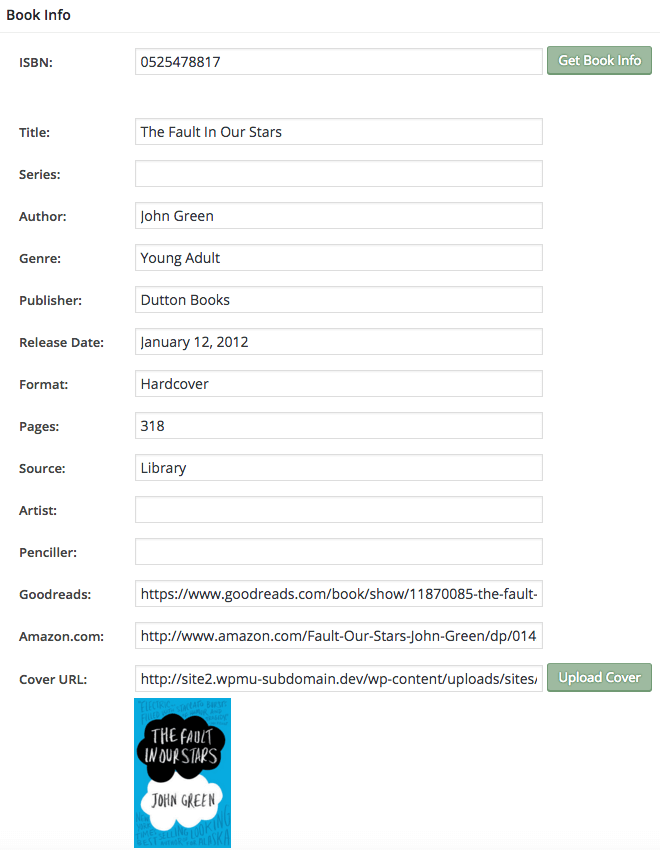 Book Info
ISBN: 0525478817 Get Book Info
Title: The Fault In Our Stars
Series:
Author: John Green
Genre: Young Adult
Publisher: Dutton Books
Release Date: January 12, 2012
Format: Hardcover
Pages: 318
Source: Library
Artist:
Penciller:
Goodreads: https://www.goodreads.com/book/show/11870085-the-fault-
Amazon.com: http://www.amazon.com/Fault-Our-Stars-John-Green/dp/014
Cover URL: http://site2.wpmu-subdomain.dev/wp-content/uploads/sites/ Upload Cover
THE FAULT
IN OUR STARS
JOHN GREEN